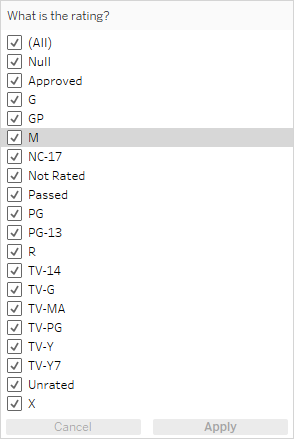 What is the rating?
(All)
Null
Approved
G
GP
M
NC-17
Not Rated
Passed
PG
PG-13
R
TV-14
TV-G
TV-MA
TV-PG
TV-Y
TV-Y7
Unrated
X
Cancel Apply